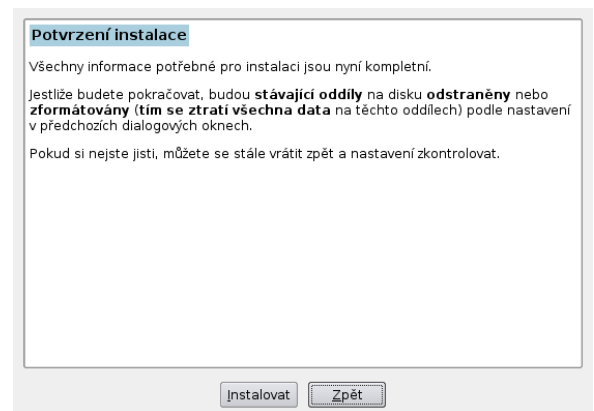 Potvrzení instalace
Všechny informace potřebné pro instalaci jsou nyní kompletní.
Jestliže budete pokračovat, budou stávající oddíly na disku odstraněny nebo
zformátovány (tím se ztratí všechna data na těchto oddílech) podle nastavení
v předchozích dialogových oknech.
Pokud si nejste jisti, můžete se stále vrátit zpět a nastavení zkontrolovat.
Instalovat
Zpět